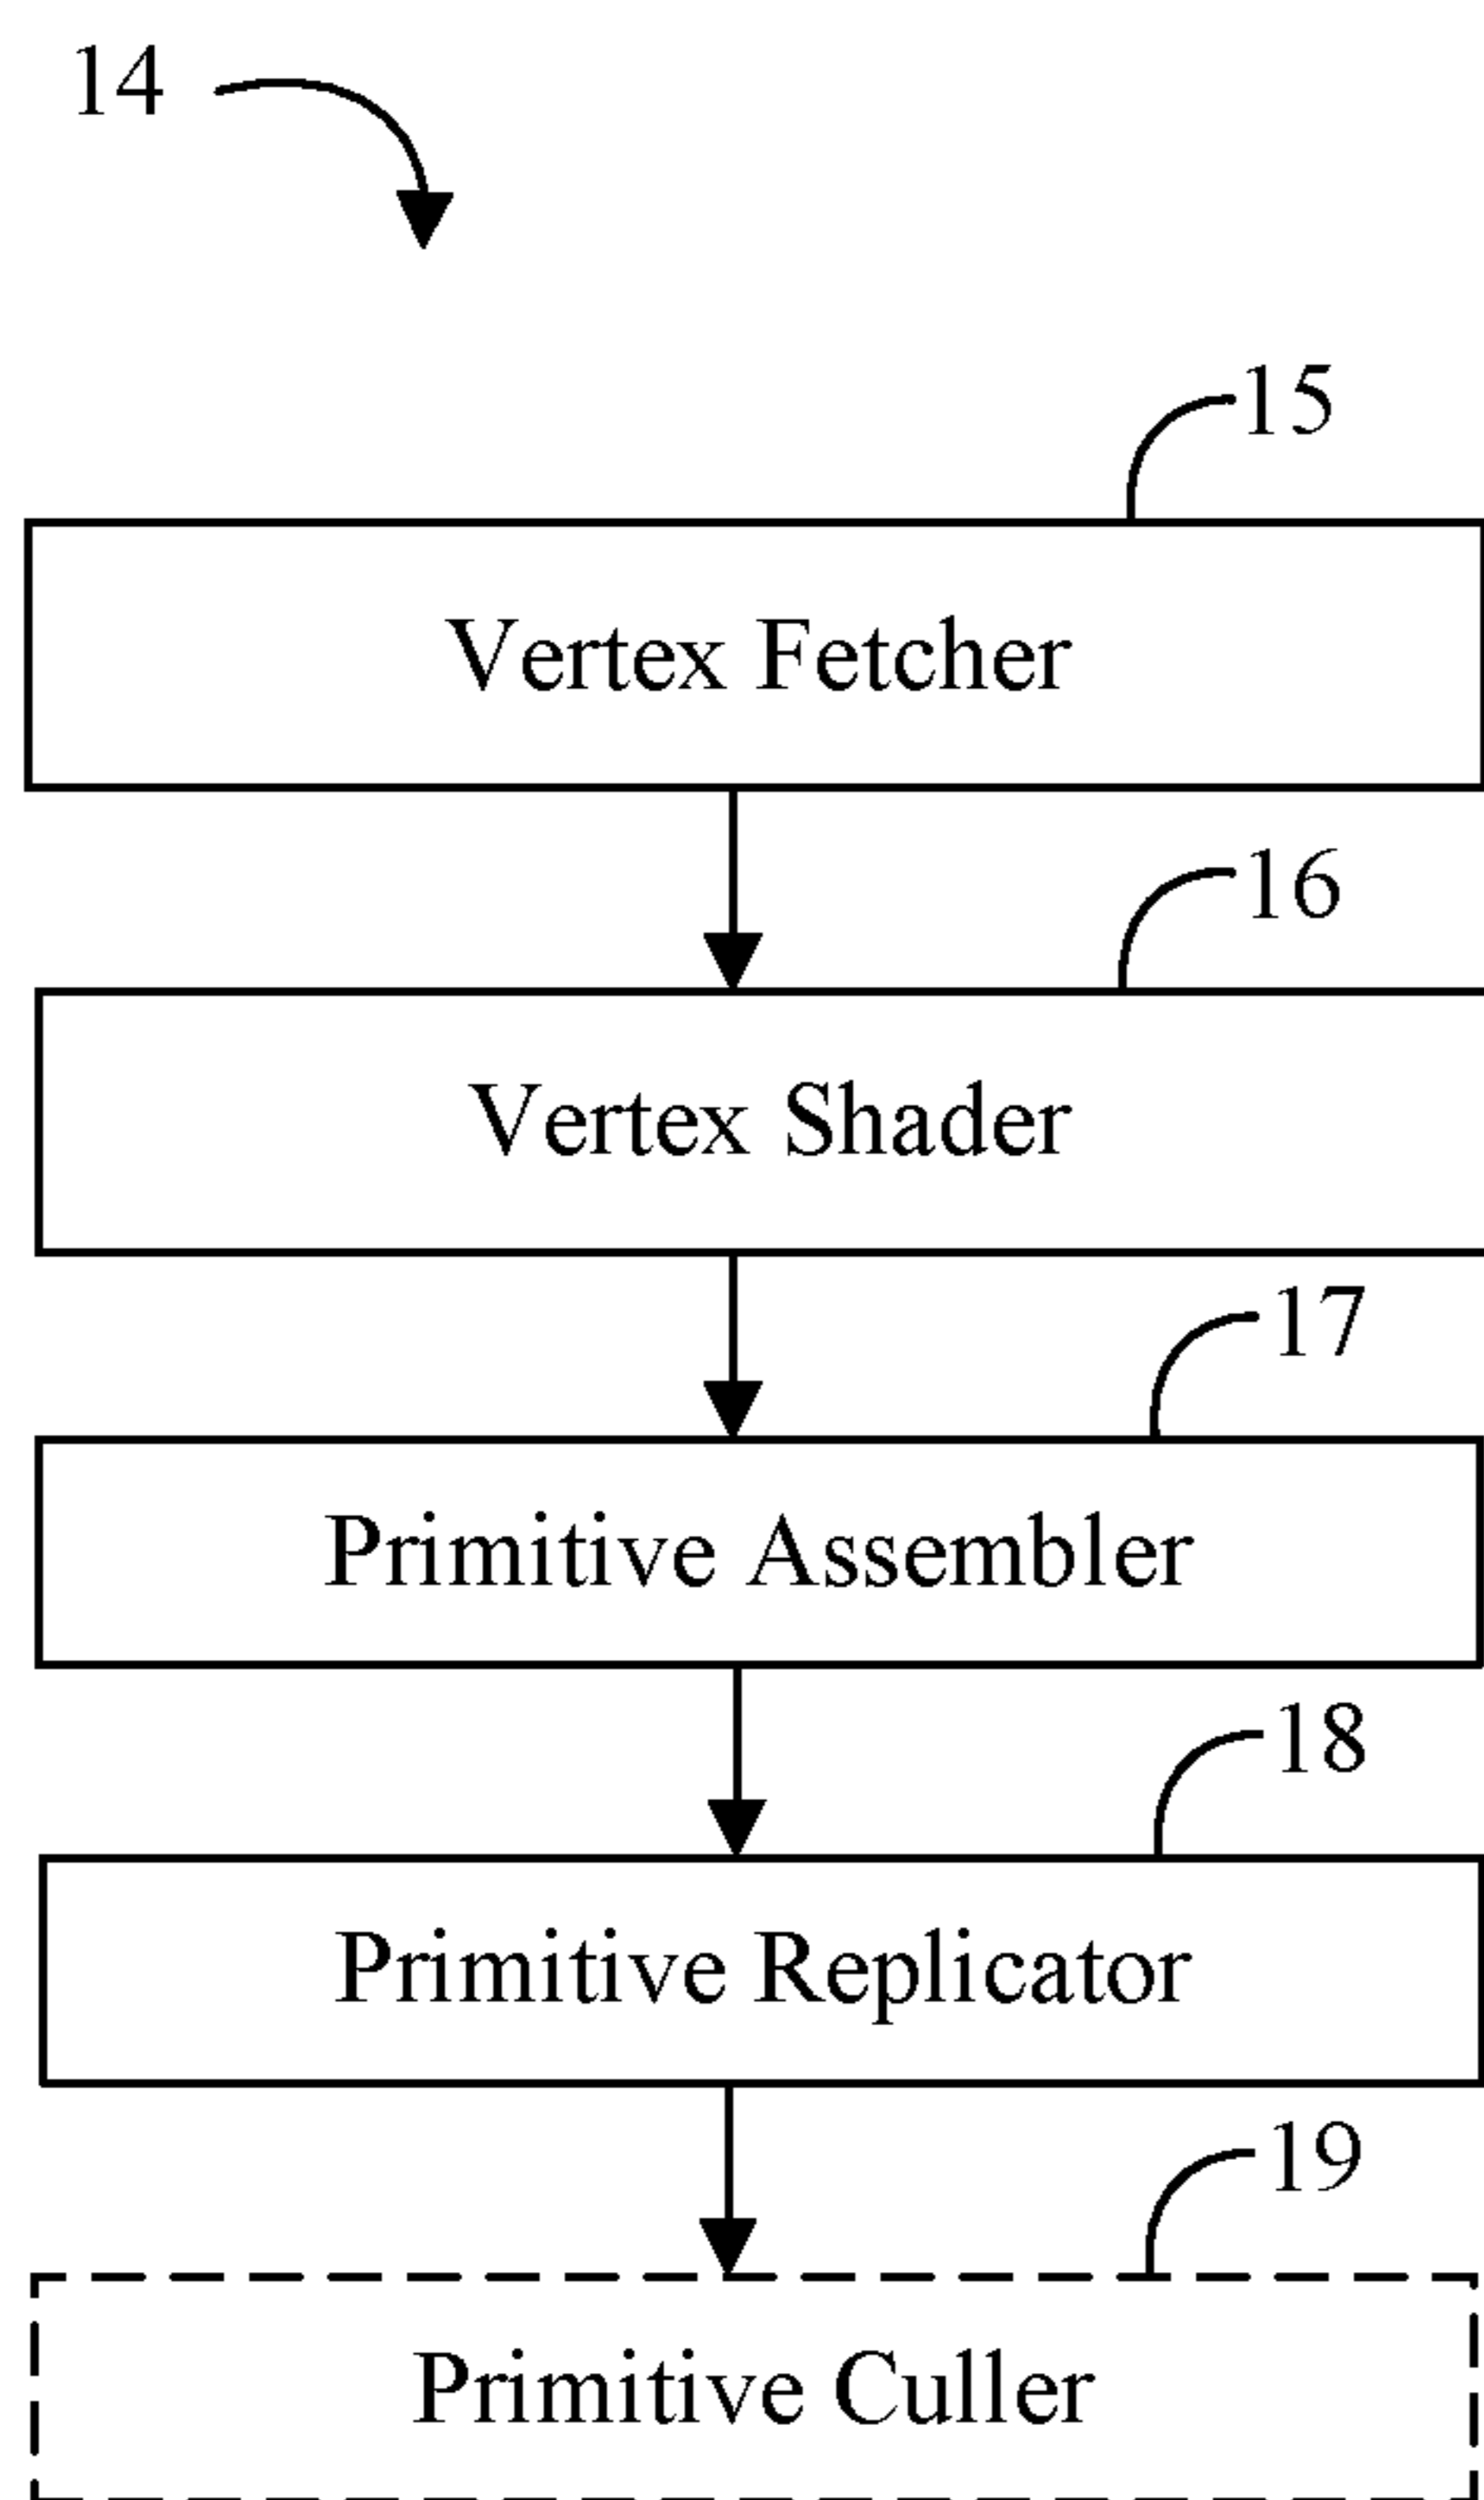 14
15
Vertex Fetcher
16
Vertex Shader
17
Primitive Assembler
18
Primitive Replicator
19
Primitive Culler